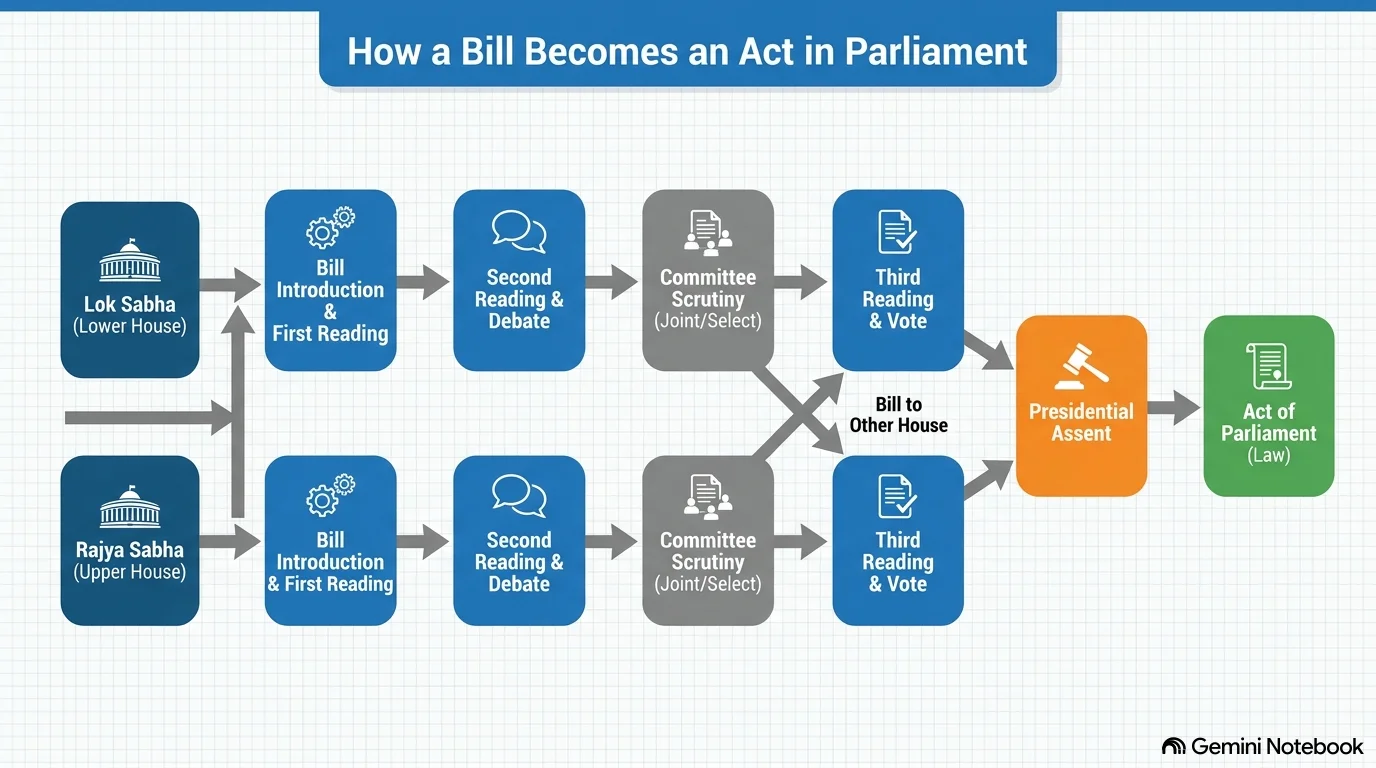 How a Bill Becomes an Act in Parliament
Lok Sabha
(Lower House)
Bill
Introduction
&
First Reading
Second
Reading &
Debate
Committee
Scrutiny
(Joint/Select)
Third
Reading
& Vote
Bill to
Other House
Presidential
Assent
Act of
Parliament
(Law)
Rajya Sabha
(Upper House)
Bill
Introduction
& First Reading
Second
Reading &
Debate
Committee
Scrutiny
(Joint/Select)
Third
Reading
& Vote
Gemini Notebook